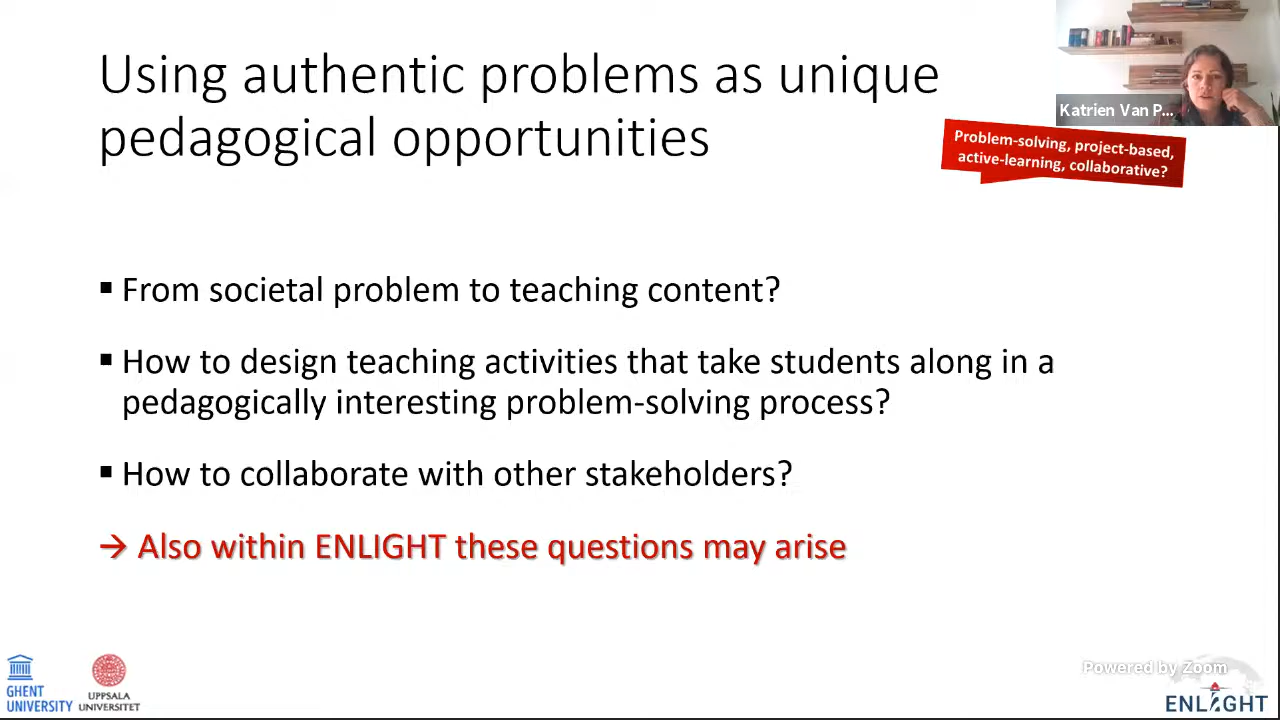 Using authentic problems as unique
pedagogical opportunities
Katrien Van P...
Problem-solving, project-based,
active-learning, collaborative?
▪ From societal problem to teaching content?
▪ How to design teaching activities that take students along in a
pedagogically interesting problem-solving process?
▪ How to collaborate with other stakeholders?
→ Also within ENLIGHT these questions may arise
GHENT
UNIVERSITY
UPPSALA
UNIVERSITET
Powered by Zoom
ENLIGHT